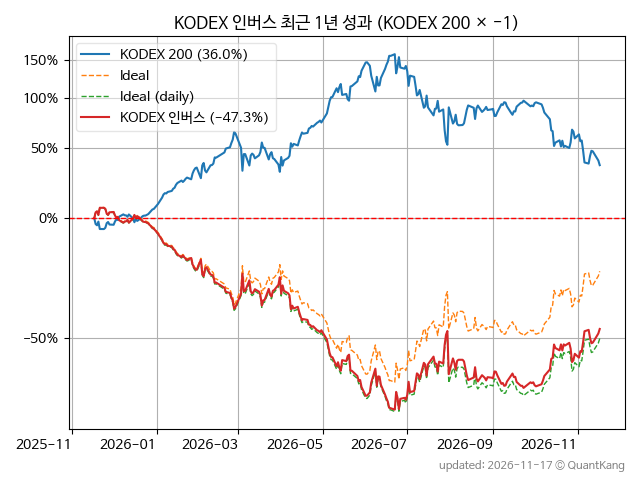 KODEX 인버스 최근 1년 성과 (KODEX 200 × −1)
150%
100%
50%
0%
−50%
KODEX 200 (36.0%)
Ideal
Ideal (daily)
KODEX 인버스 (−47.3%)
2025−11
2026−01
2026−03
2026−05
2026−07
2026−09
2026−11
updated: 2026−11−17 © QuantKang